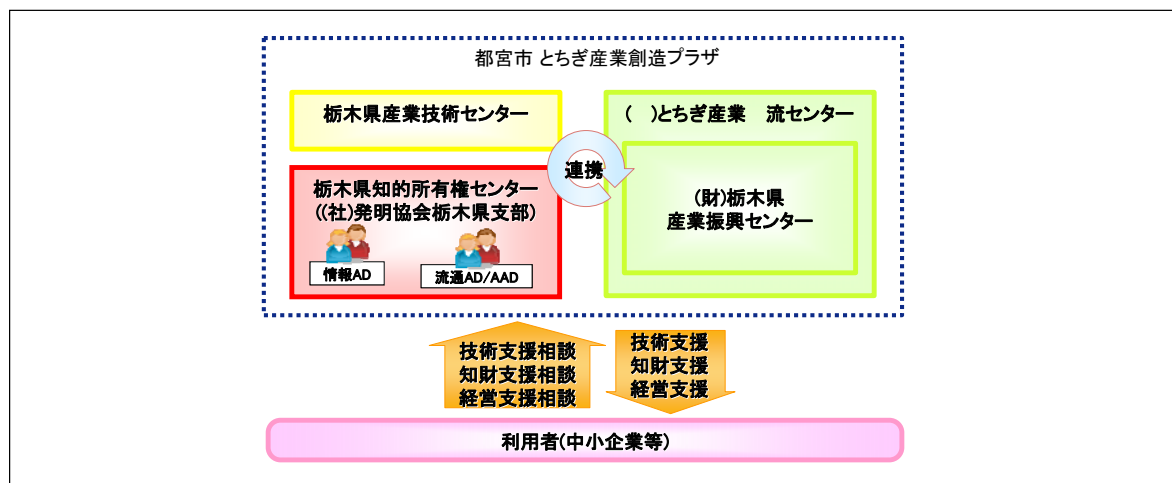 都宮市 とちぎ産業創造プラザ
栃木県産業技術センター
(　)とちぎ産業　流センター
連携
栃木県知的所有権センター
((社)発明協会栃木県支部)
情報AD
流通AD/AAD
(財)栃木県
産業振興センター
技術支援相談
知財支援相談
経営支援相談
技術支援
知財支援
経営支援
利用者(中小企業等)